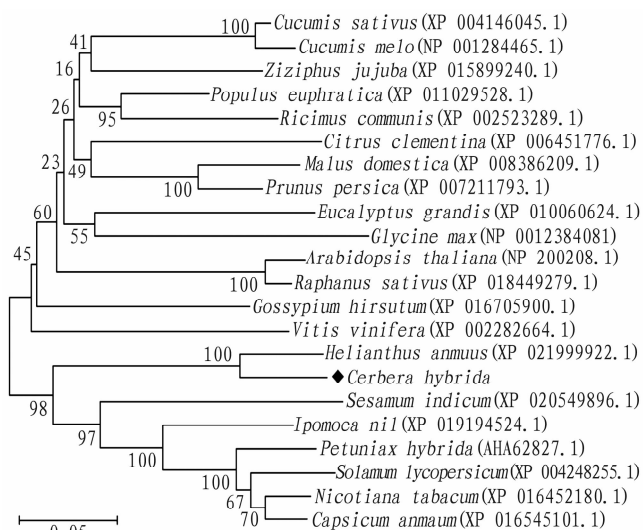 Cucumis sativus(XP 004146045.1)
100
41
Cucumis melo(NP 001284465.1)
16
Ziziphus jujuba(XP 015899240.1)
Populus euphratica(XP 011029528.1)
26
95
Ricimus communis(XP 002523289.1)
Citrus clementina(XP 006451776.1)
23
49
Malus domestica(XP 008386209.1)
100
Prunus persica(XP 007211793.1)
60
Eucalyptus grandis(XP 010060624.1)
55
Glycine max(NP 0012384081)
45
Arabidopsis thaliana(NP 200208.1)
100
Raphanus sativus(XP 018449279.1)
Gossypium hirsutum(XP 016705900.1)
Vitis vinifera(XP 002282664.1)
100
Helianthus anmuus(XP 021999922.1)
◆Cerbera hybrida
98
Sesamum indicum(XP 020549896.1)
97
Ipomoca nil(XP 019194524.1)
100
Petuniax hybrida(AHA62827.1)
100
Solamum lycopersicum(XP 004248255.1)
67
Nicotiana tabacum(XP 016452180.1)
70
Capsicum anmaum(XP 016545101.1)
0.05